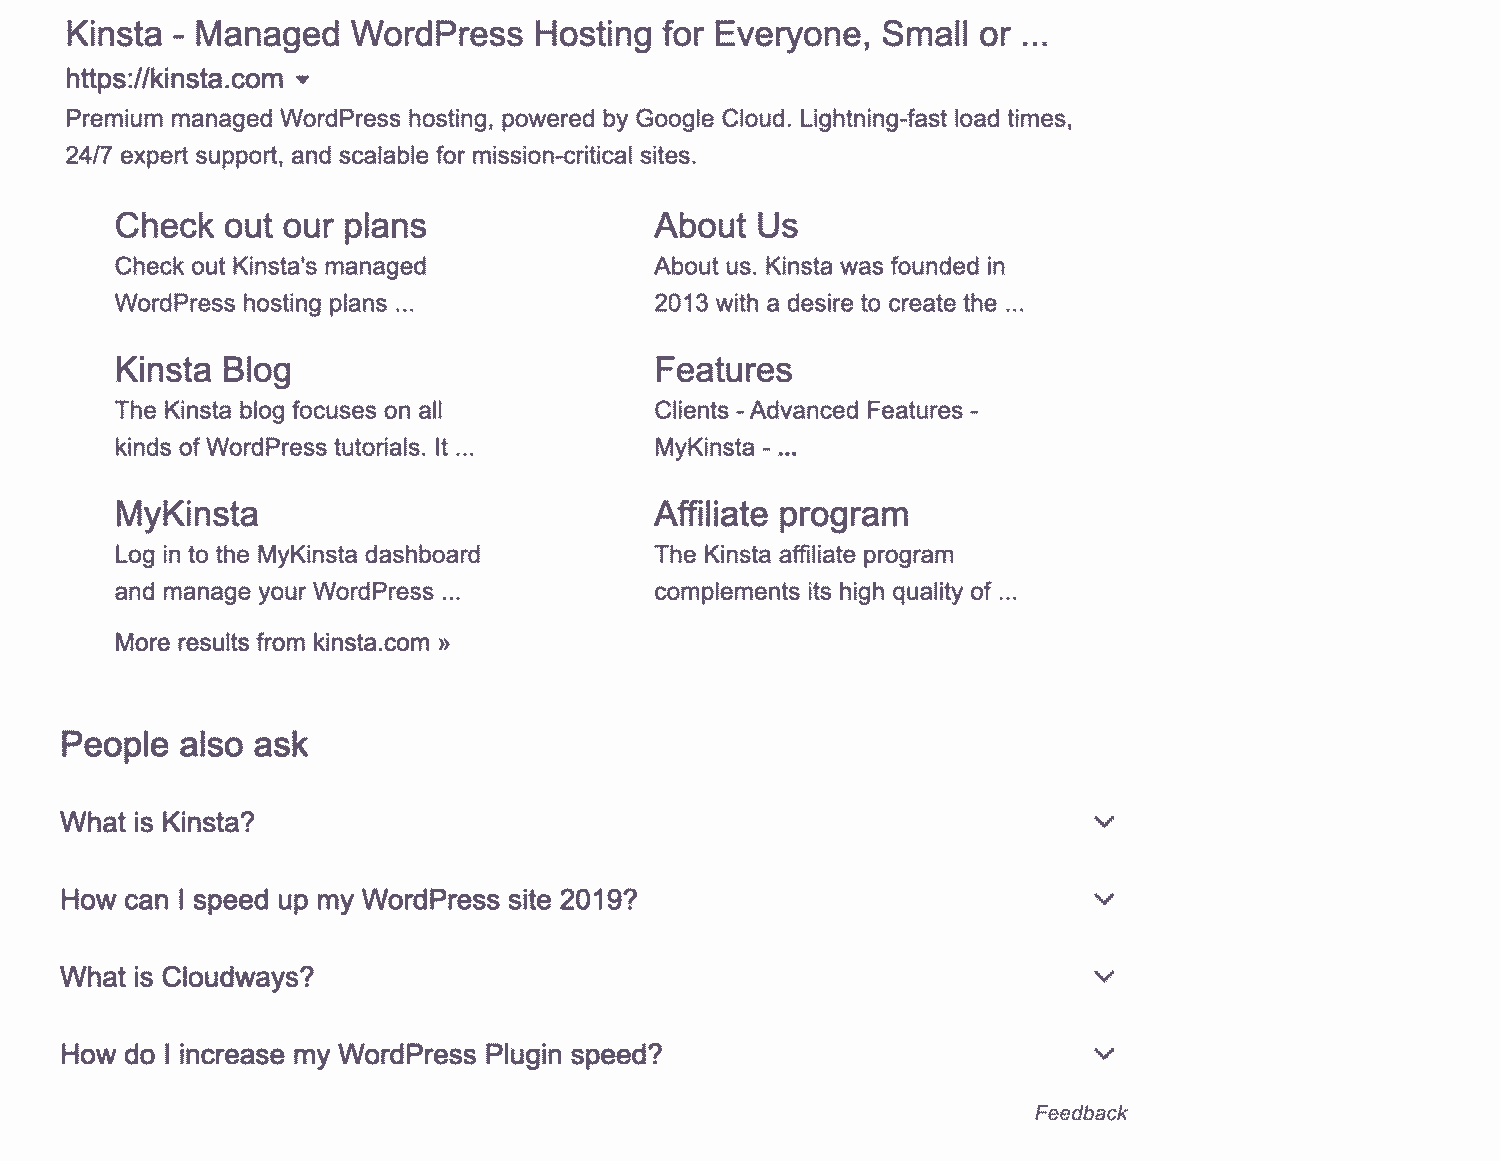 Kinsta - Managed WordPress Hosting for Everyone, Small or ...
https://kinsta.com
Premium managed WordPress hosting, powered by Google Cloud. Lightning-fast load times,
24/7 expert support, and scalable for mission-critical sites.
Check out our plans
Check out Kinsta's managed
WordPress hosting plans ...
About Us
About us. Kinsta was founded in
2013 with a desire to create the ...
Kinsta Blog
The Kinsta blog focuses on all
kinds of WordPress tutorials. It ...
Features
Clients - Advanced Features -
MyKinsta - ...
MyKinsta
Log in to the MyKinsta dashboard
and manage your WordPress ...
Affiliate program
The Kinsta affiliate program
complements its high quality of ...
More results from kinsta.com »
People also ask
What is Kinsta?
How can I speed up my WordPress site 2019?
What is Cloudways?
How do I increase my WordPress Plugin speed?
Feedback